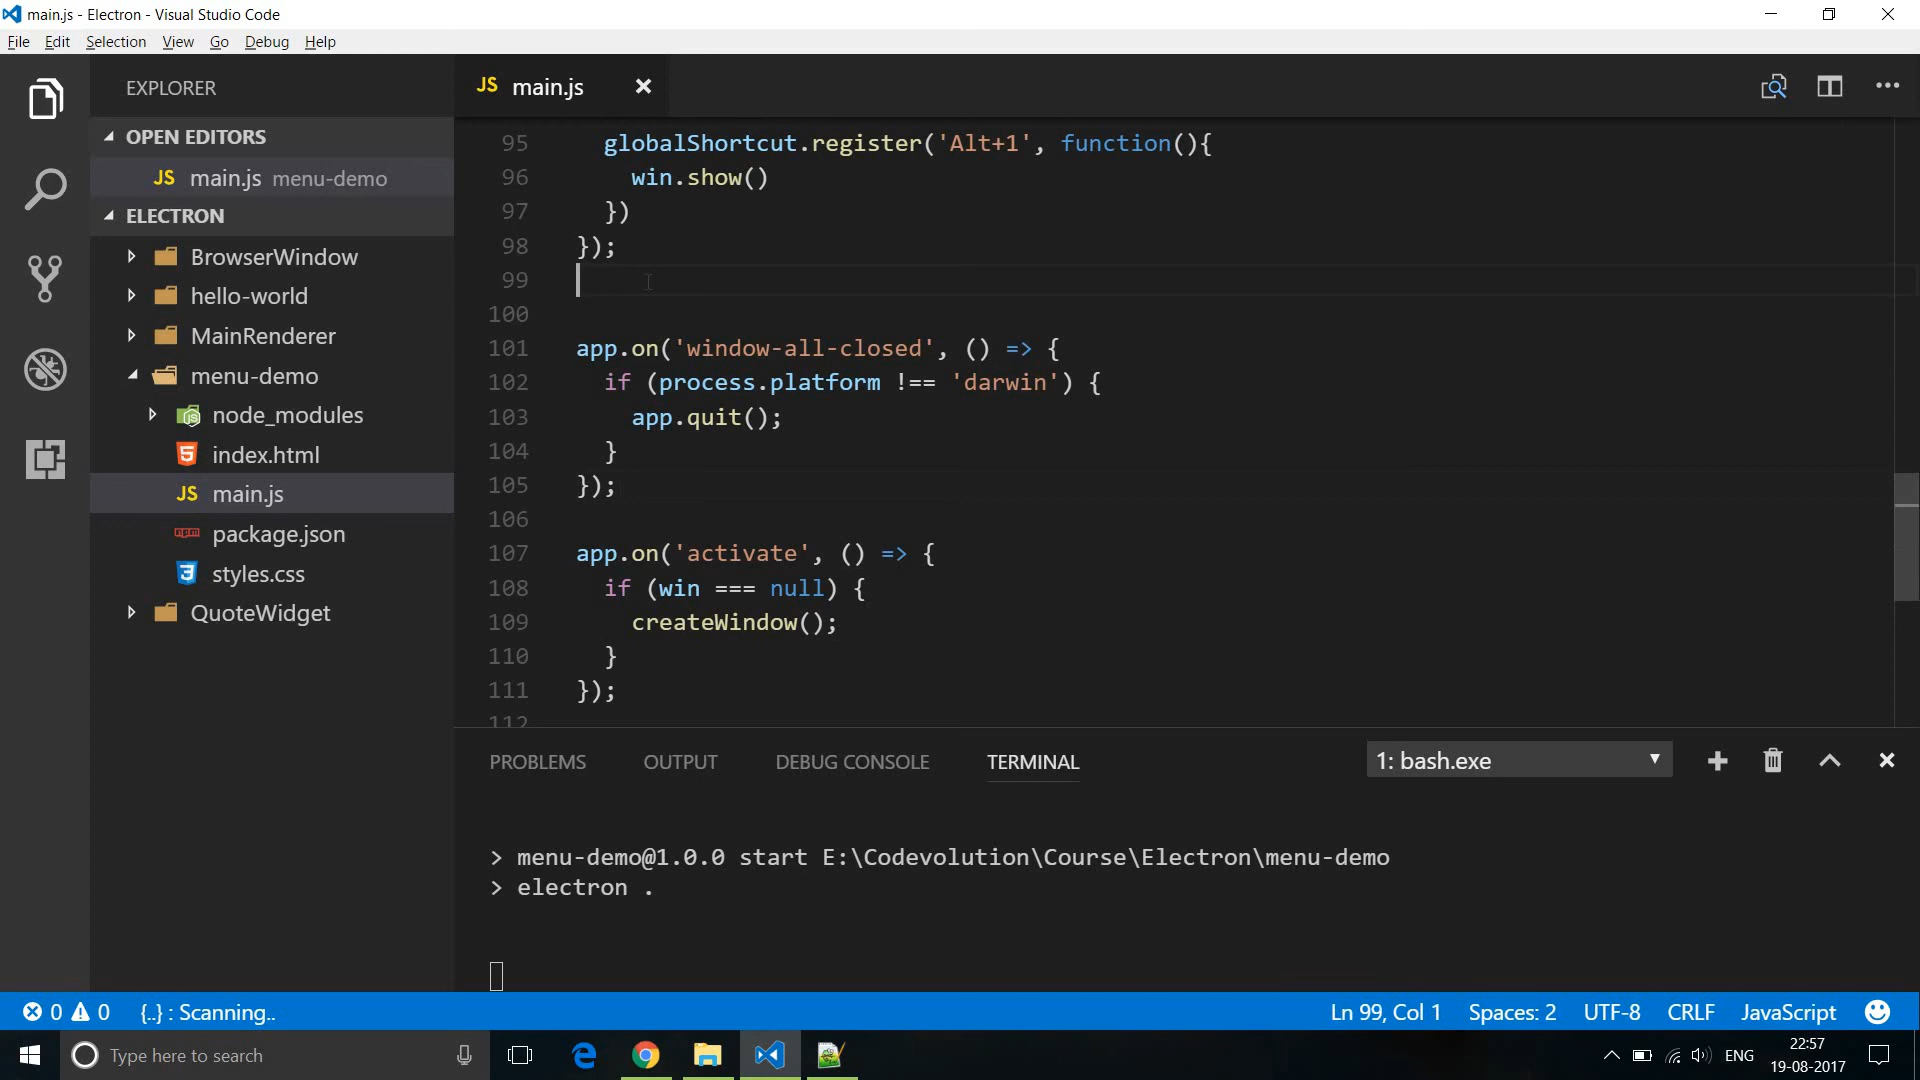 main.js - Electron - Visual Studio Code
File Edit Selection View Go Debug Help
EXPLORER
OPEN EDITORS
JS main.js menu-demo
ELECTRON
BrowserWindow
hello-world
MainRenderer
menu-demo
node_modules
index.html
JS main.js
package.json
styles.css
QuoteWidget
JS main.js
95 globalShortcut.register('Alt+1', function(){
96 win.show()
97 })
98 });
99
100
101 app.on('window-all-closed', () => {
102 if (process.platform !== 'darwin') {
103 app.quit();
104 }
105 });
106
107 app.on('activate', () => {
108 if (win === null) {
109 createWindow();
110 }
111 });
112
PROBLEMS OUTPUT DEBUG CONSOLE TERMINAL 1: bash.exe
> menu-demo@1.0.0 start E:\Codevolution\Course\Electron\menu-demo
> electron .
0 0 {..} : Scanning.. Ln 99, Col 1 Spaces: 2 UTF-8 CRLF JavaScript
Type here to search ENG 22:57
19-08-2017